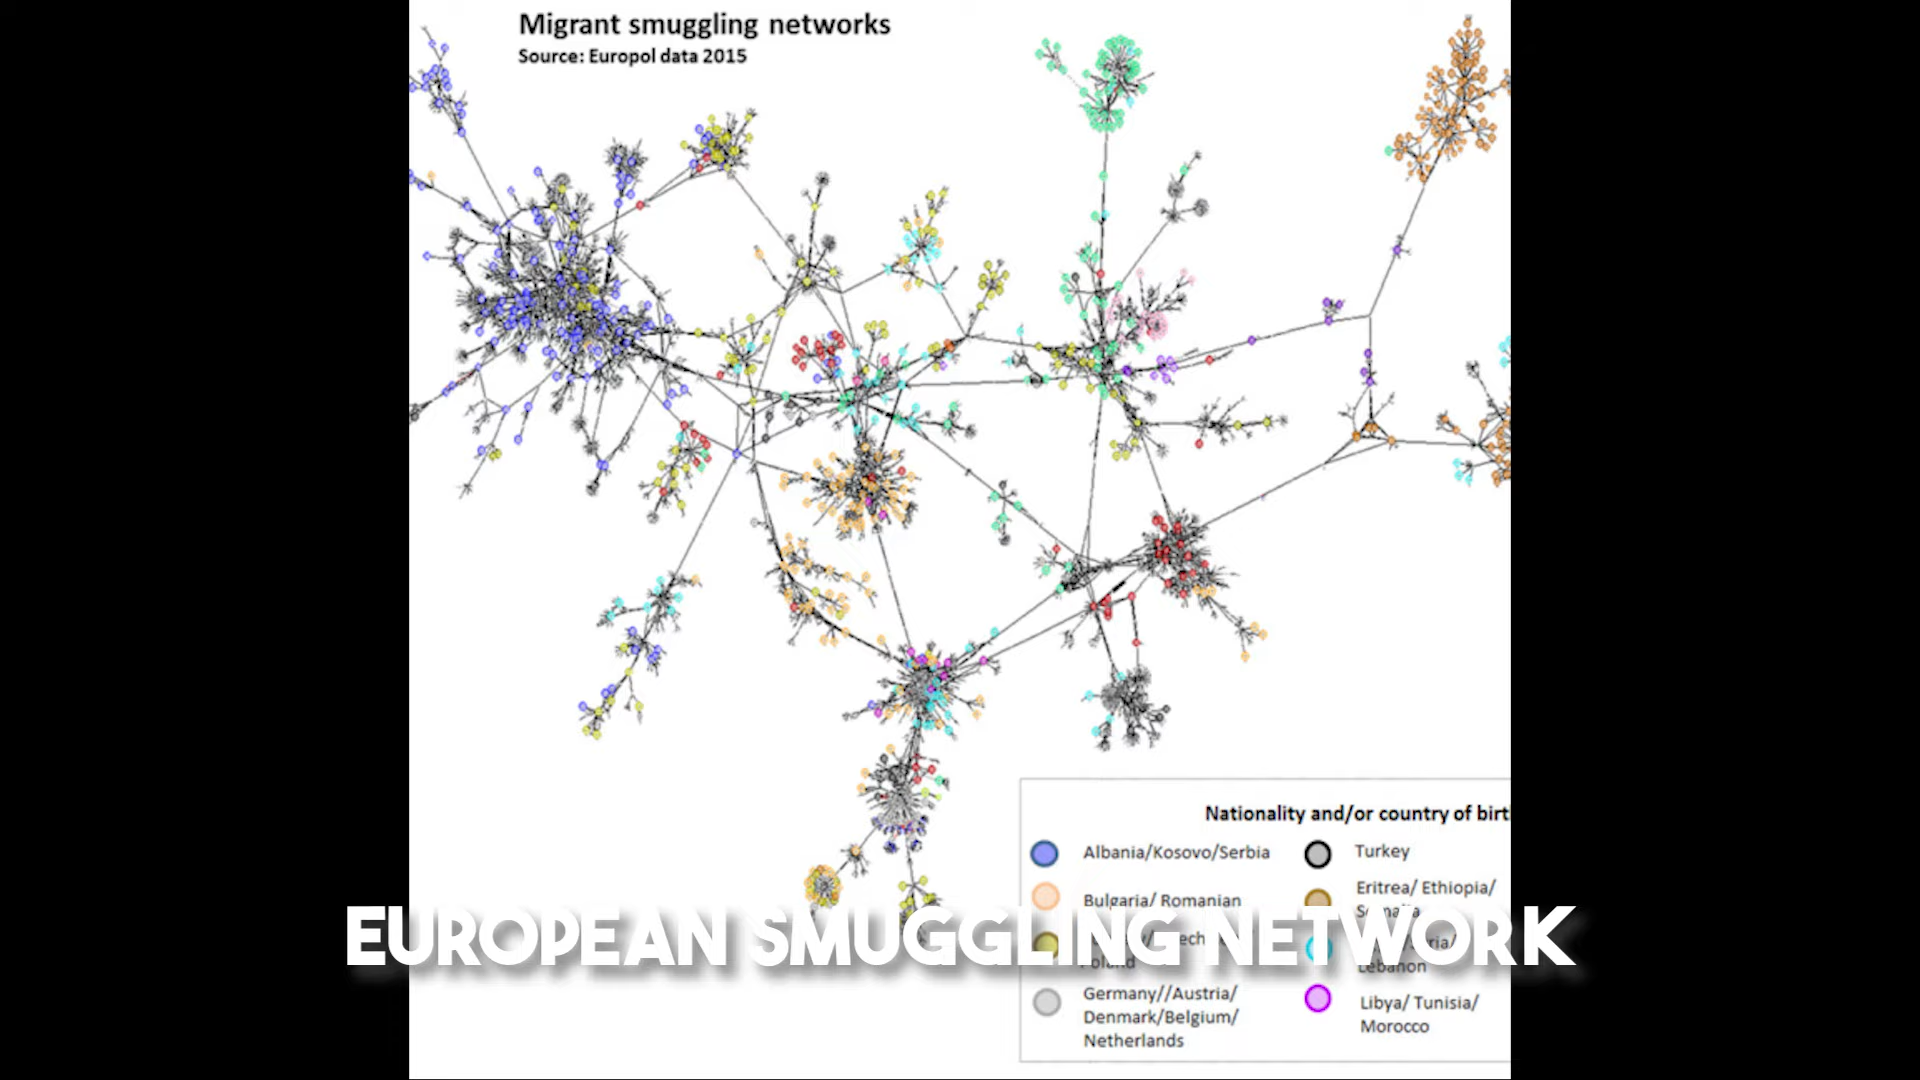 Migrant smuggling networks
Source: Europol data 2015
Nationality and/or country of birt
Albania/Kosovo/Serbia
Turkey
Bulgaria/ Romanian
Eritrea/ Ethiopia/
EUROPEAN SMUGGLING NETWORK
Poland
Lebanon
Germany//Austria/
Denmark/Belgium/
Netherlands
Libya/ Tunisia/
Morocco